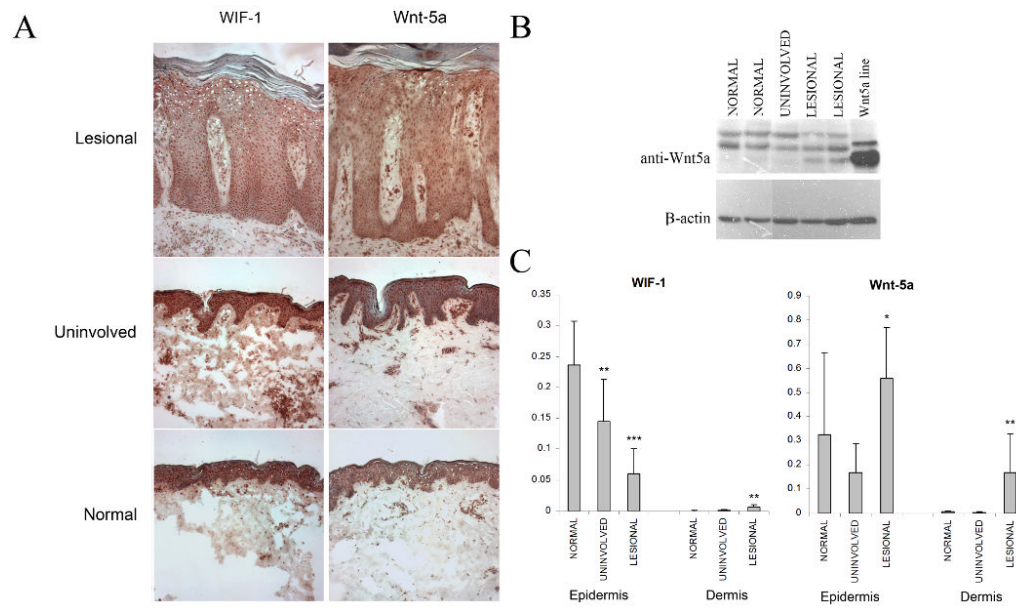 A
WIF-1
Wnt-5a
Lesional
Uninvolved
Normal
B
NORMAL
NORMAL
UNINVOLVED
LESIONAL
LESIONAL
Wnt5a line
anti-Wnt5a
B-actin
C
WIF-1
0.35
0.3
0.25
0.2
0.15
0.1
0.05
0
**
***
**
NORMAL
UNINVOLVED
LESIONAL
NORMAL
UNINVOLVED
LESIONAL
Epidermis
Dermis
Wnt-5a
0.9
0.8
0.7
0.6
0.5
0.4
0.3
0.2
0.1
0
*
**
NORMAL
UNINVOLVED
LESIONAL
NORMAL
UNINVOLVED
LESIONAL
Epidermis
Dermis